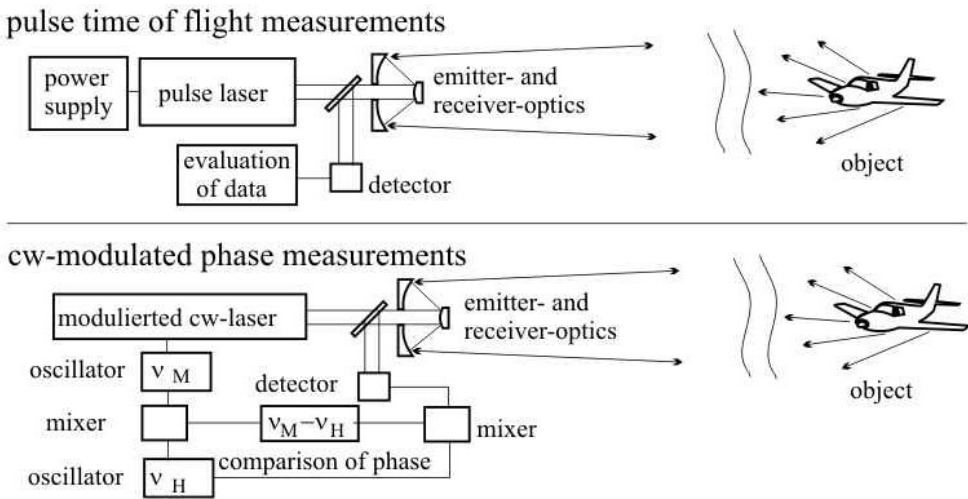 pulse time of flight measurements
power
supply
pulse laser
emitter- and
receiver-optics
evaluation
of data
detector
object
cw-modulated phase measurements
modulierted cw-laser
emitter- and
receiver-optics
oscillator
ν M
detector
mixer
ν M – ν H
mixer
comparison of phase
oscillator
ν H
object